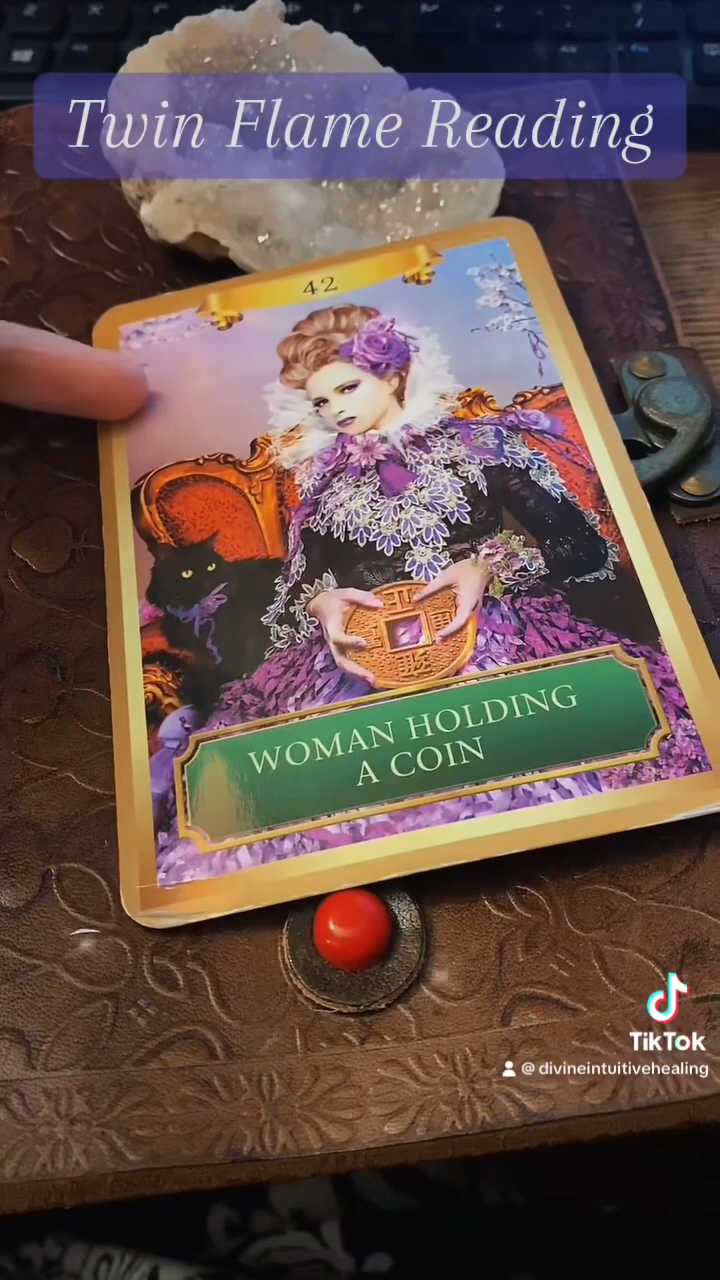 Twin Flame Reading
42
WOMAN HOLDING
A COIN
TikTok
@divineintuitivehealing